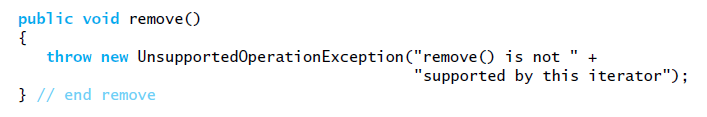 public void remove()
{
throw new UnsupportedOperationException("remove() is not " +
"supported by this iterator");
} // end remove